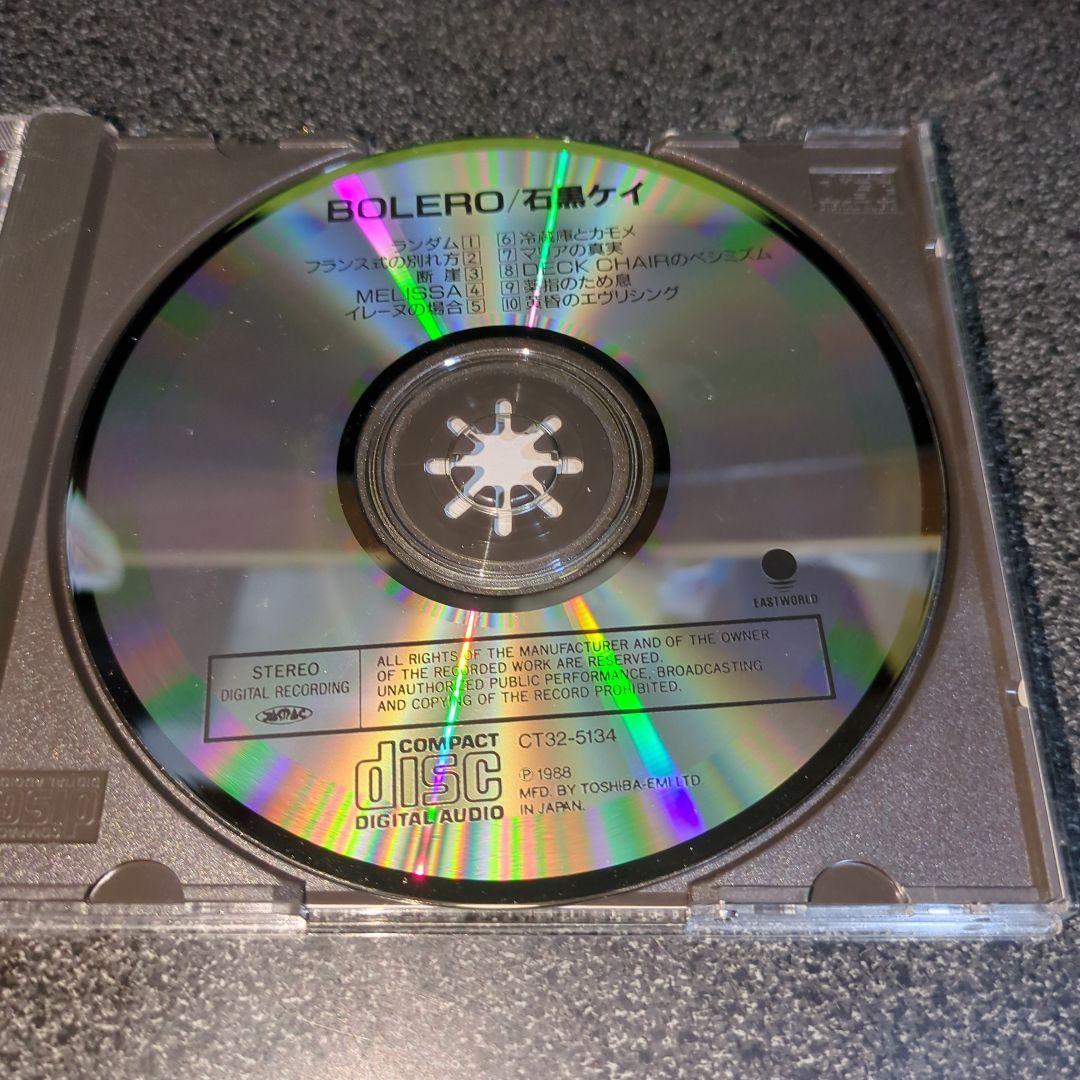 BOLERO/石黒ケイ
ランダム 1
フランス式の別れ方 2
断崖 3
MELISSA 4
イレーヌの場合 5
6 冷蔵庫とカモメ
7 マリアの真実
8 DECK CHAIRのペシミズム
9 薬指のため息
10 黄昏のエヴリシング
EASTWORLD
STEREO
DIGITAL RECORDING
JASRAC
ALL RIGHTS OF THE MANUFACTURER AND OF THE OWNER
OF THE RECORDED WORK ARE RESERVED.
UNAUTHORIZED PUBLIC PERFORMANCE, BROADCASTING
AND COPYING OF THE RECORD PROHIBITED.
COMPACT
disc
DIGITAL AUDIO
CT32-5134
Ⓟ 1988
MFD. BY TOSHIBA-EMI LTD.
IN JAPAN.